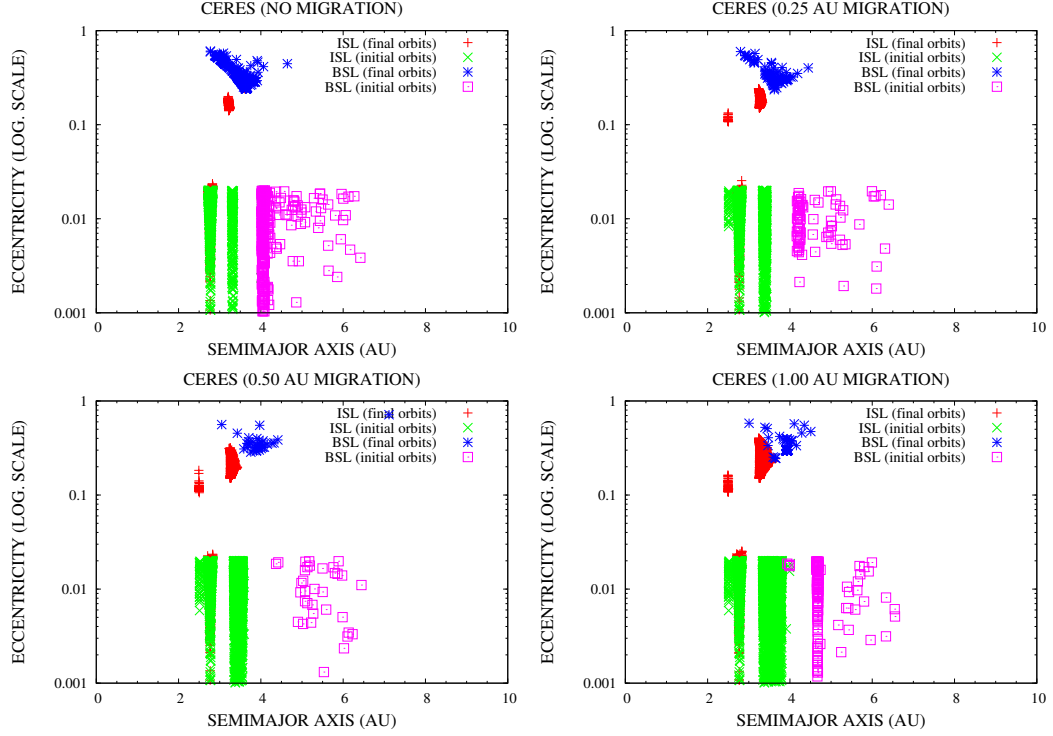 CERES (NO MIGRATION)
ECCENTRICITY (LOG. SCALE)
1
0.1
0.01
0.001
ISL (final orbits)
ISL (initial orbits)
BSL (final orbits)
BSL (initial orbits)
0 2 4 6 8 10
SEMIMAJOR AXIS (AU)
CERES (0.25 AU MIGRATION)
ECCENTRICITY (LOG. SCALE)
1
0.1
0.01
0.001
ISL (final orbits)
ISL (initial orbits)
BSL (final orbits)
BSL (initial orbits)
0 2 4 6 8 10
SEMIMAJOR AXIS (AU)
CERES (0.50 AU MIGRATION)
ECCENTRICITY (LOG. SCALE)
1
0.1
0.01
0.001
ISL (final orbits)
ISL (initial orbits)
BSL (final orbits)
BSL (initial orbits)
0 2 4 6 8 10
SEMIMAJOR AXIS (AU)
CERES (1.00 AU MIGRATION)
ECCENTRICITY (LOG. SCALE)
1
0.1
0.01
0.001
ISL (final orbits)
ISL (initial orbits)
BSL (final orbits)
BSL (initial orbits)
0 2 4 6 8 10
SEMIMAJOR AXIS (AU)